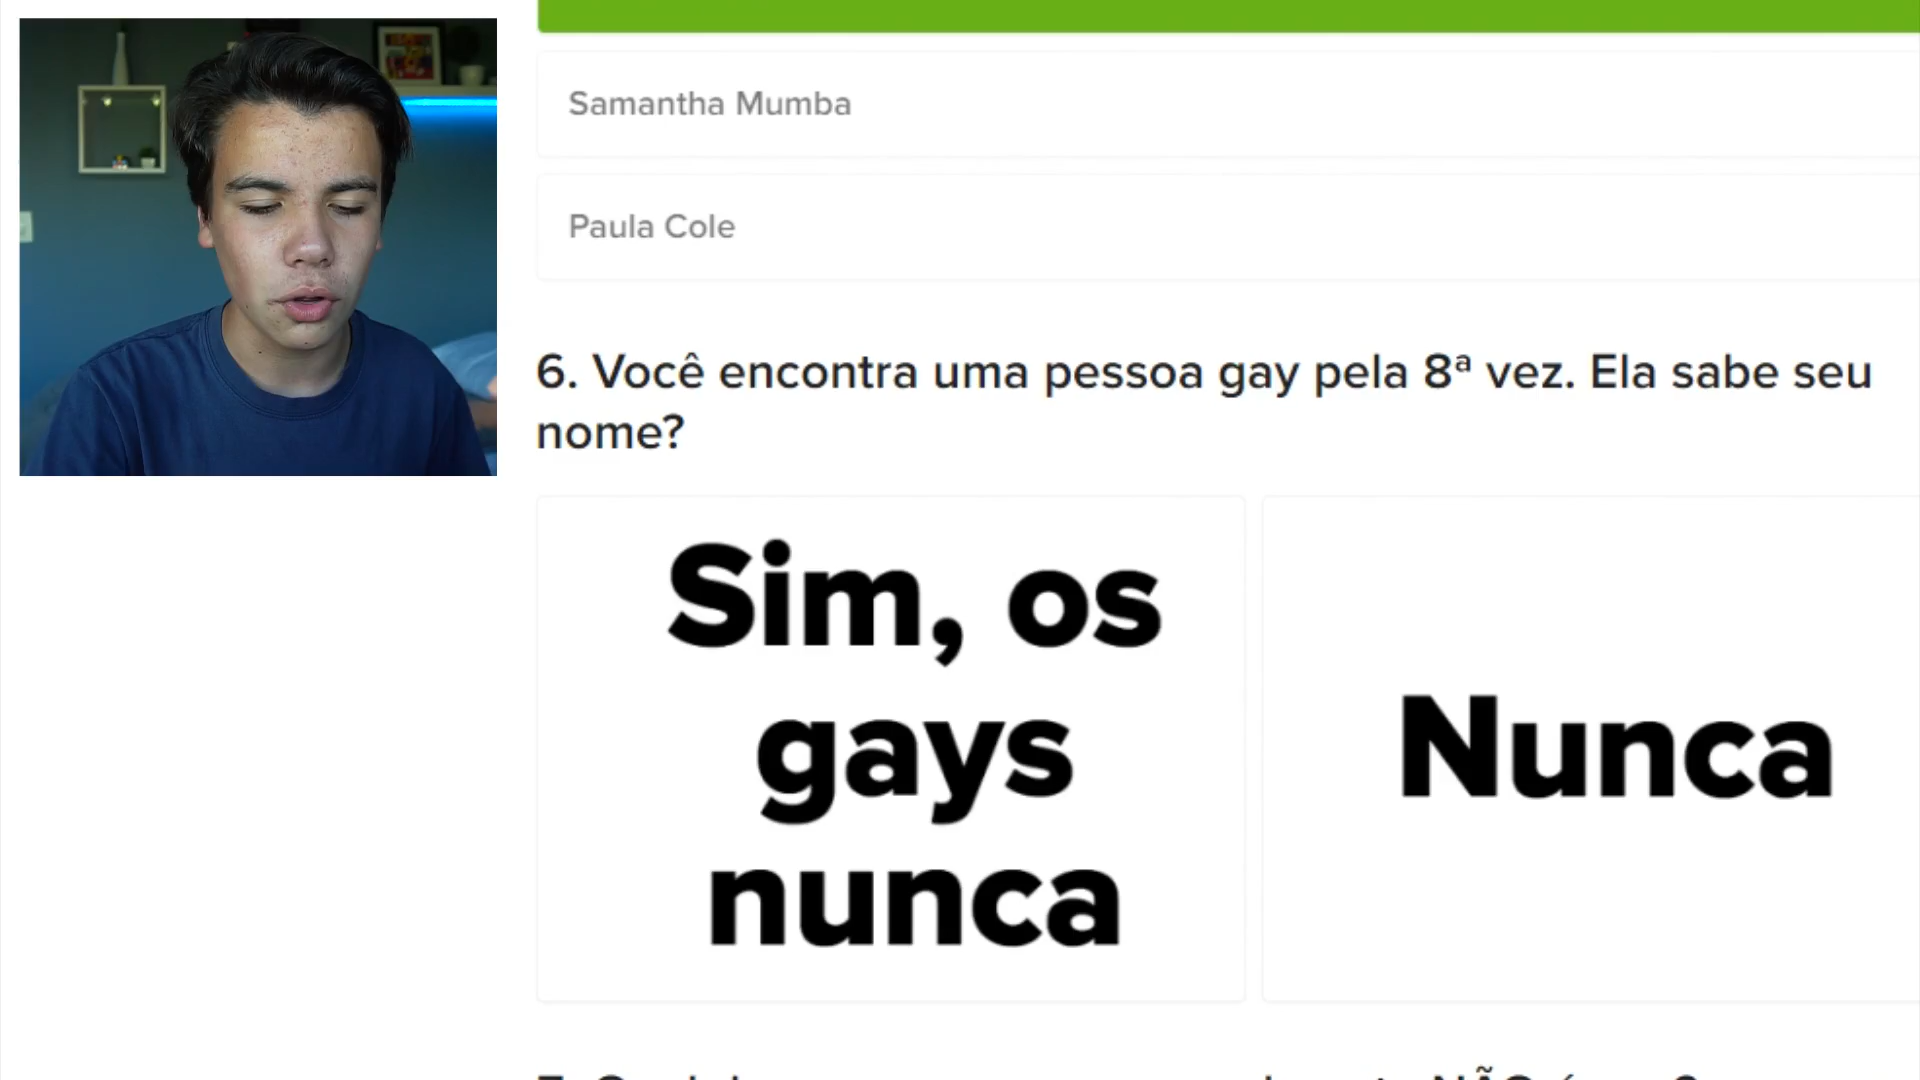 Samantha Mumba
Paula Cole
6. Você encontra uma pessoa gay pela 8ª vez. Ela sabe seu
nome?
Sim, os
gays
nunca
Nunca